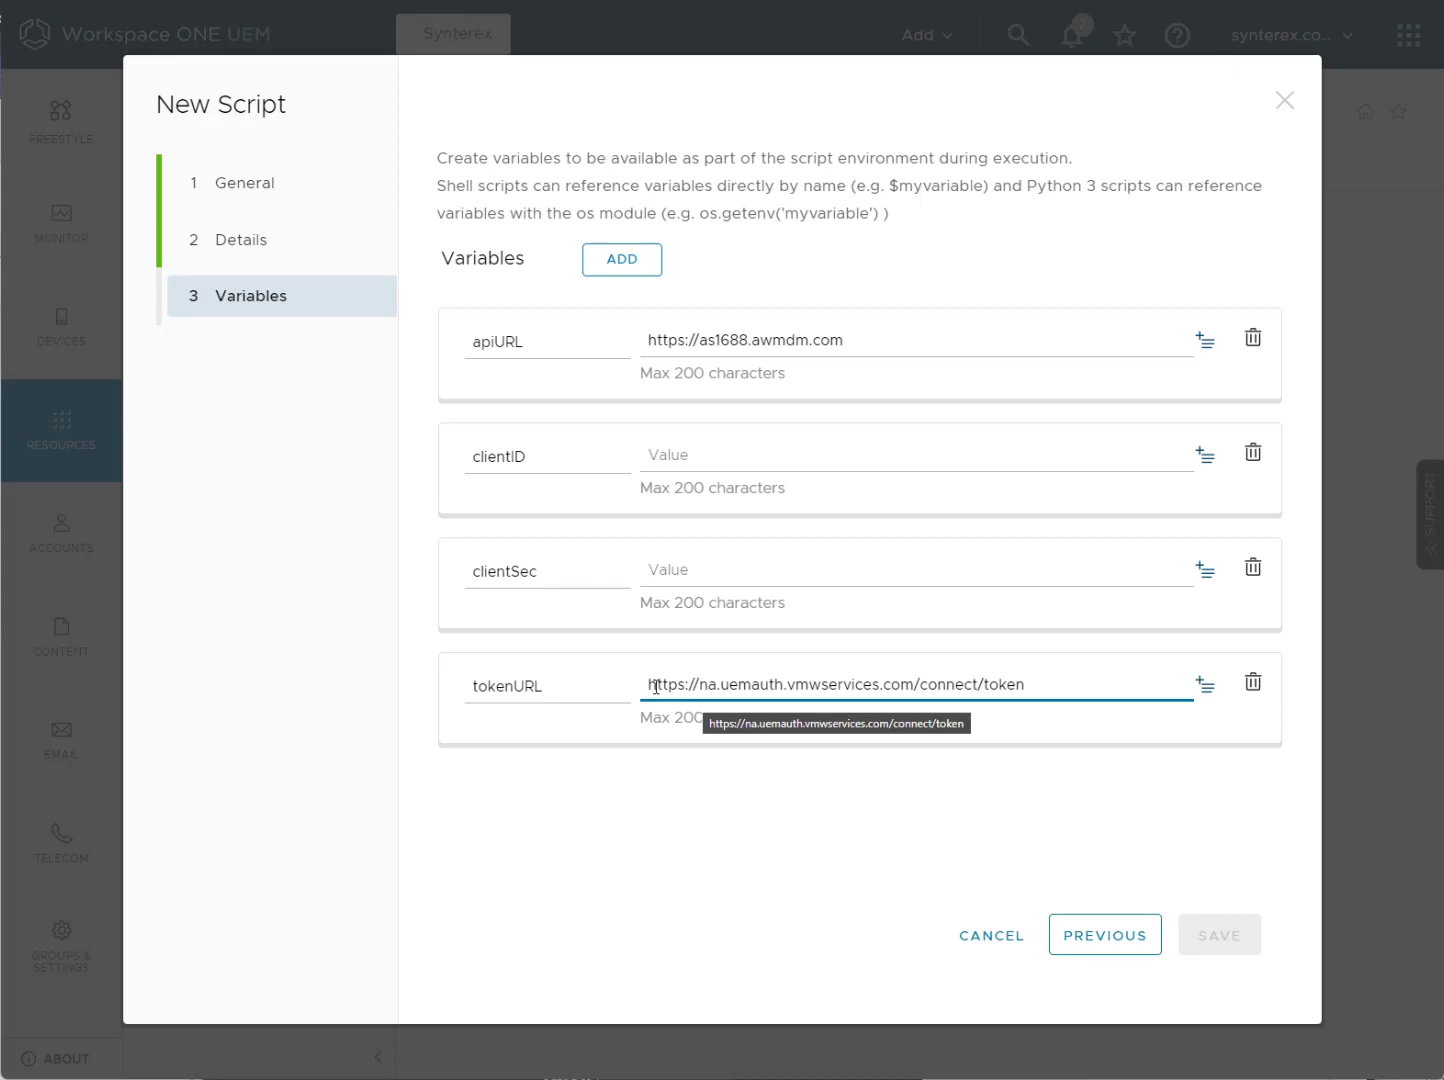 Workspace ONE UEM
Synterex
Add
2
synterex.co...
FREESTYLE
MONITOR
DEVICES
RESOURCES
ACCOUNTS
CONTENT
EMAIL
TELECOM
GROUPS &
SETTINGS
ABOUT
New Script
1 General
2 Details
3 Variables
Create variables to be available as part of the script environment during execution.
Shell scripts can reference variables directly by name (e.g. $myvariable) and Python 3 scripts can reference
variables with the os module (e.g. os.getenv('myvariable') )
Variables
ADD
apiURL
https://as1688.awmdm.com
Max 200 characters
clientID
Value
Max 200 characters
clientSec
Value
Max 200 characters
tokenURL
https://na.uemauth.vmwservices.com/connect/token
Max 200
https://na.uemauth.vmwservices.com/connect/token
CANCEL
PREVIOUS
SAVE
SUPPORT